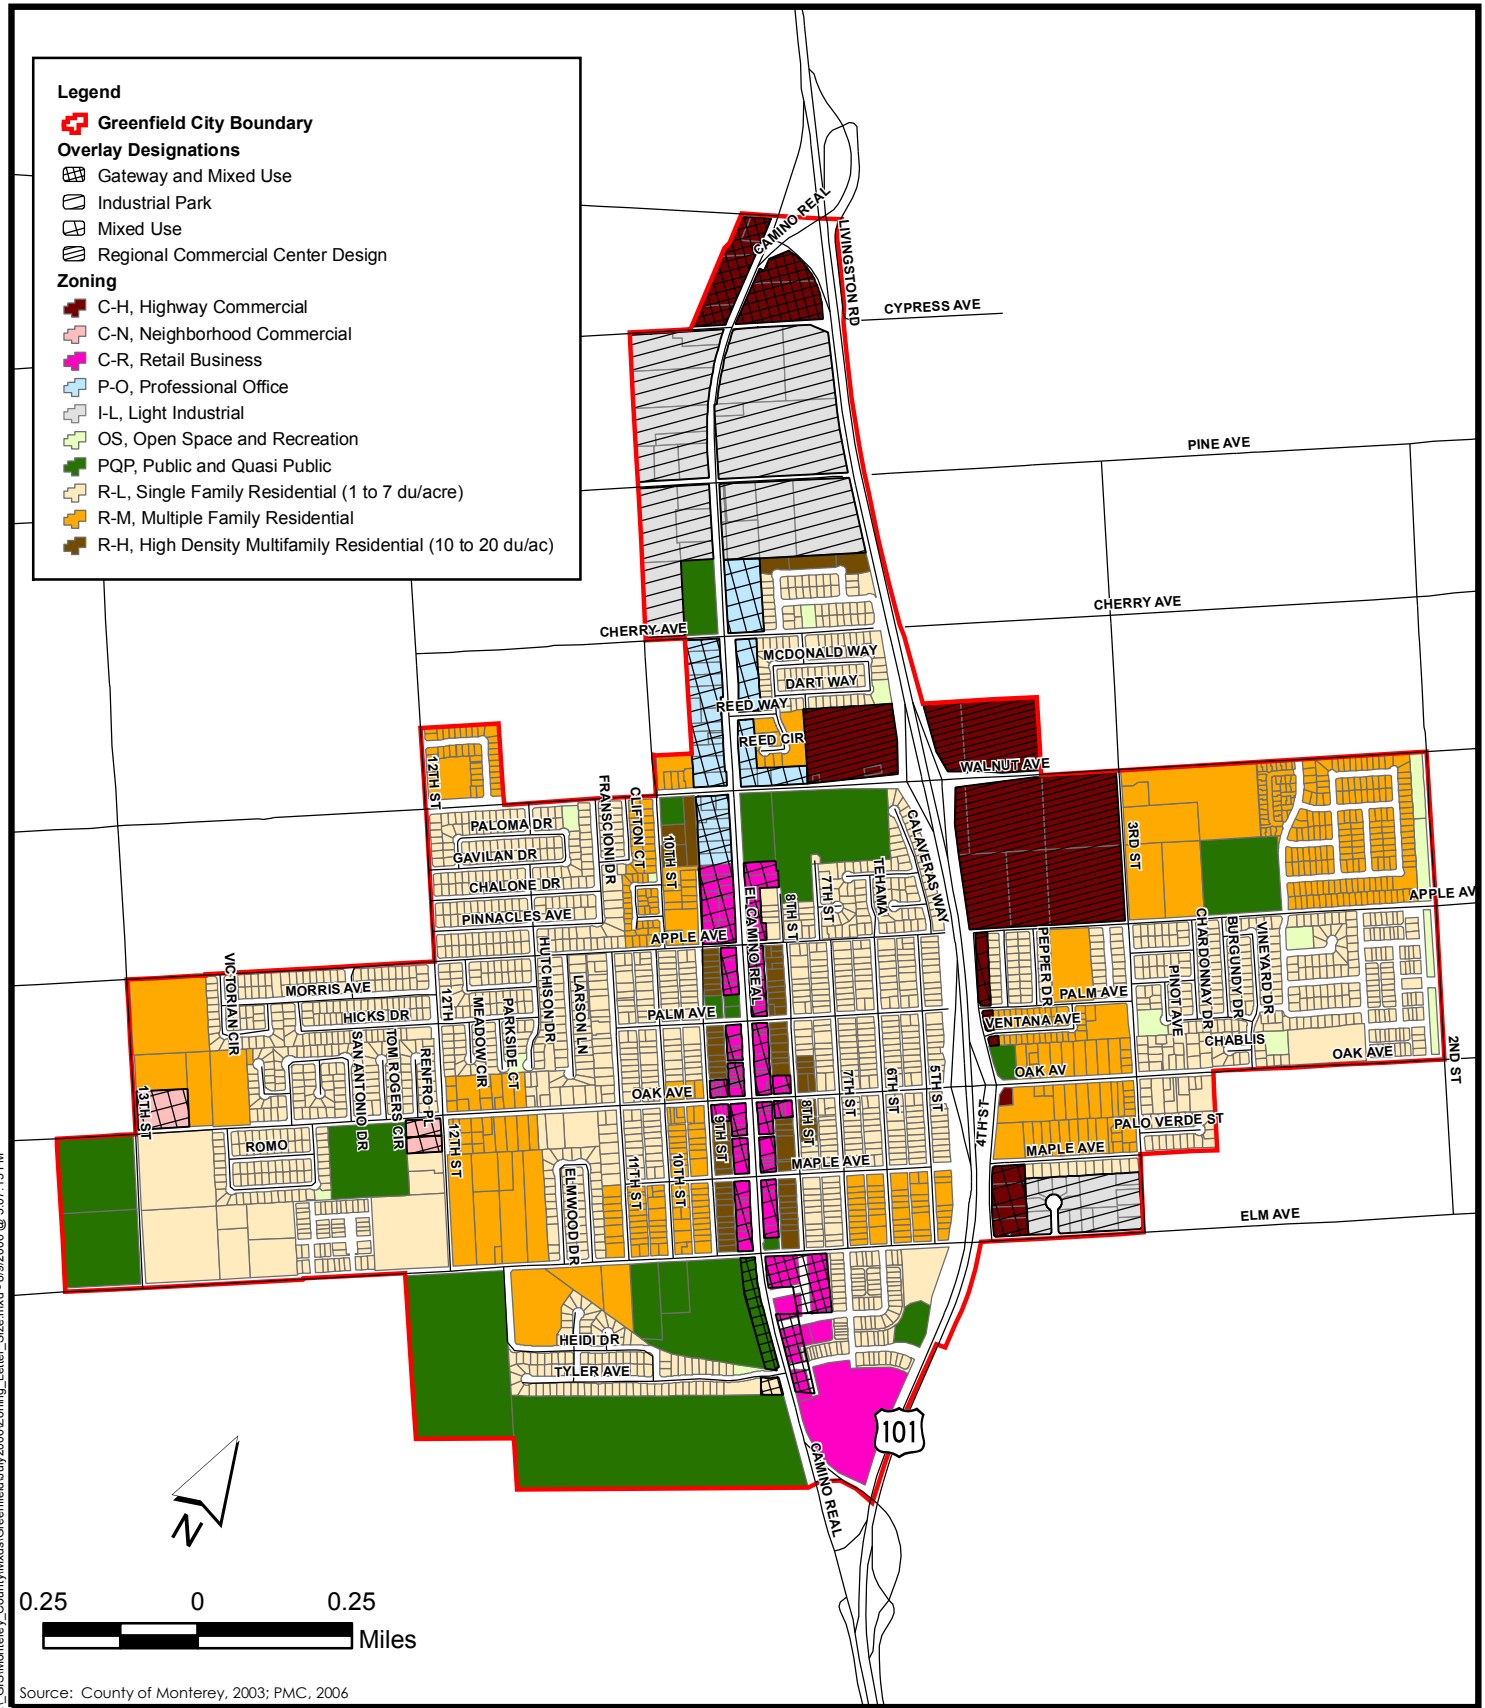 Legend
Greenfield City Boundary
Overlay Designations
Gateway and Mixed Use
Industrial Park
Mixed Use
Regional Commercial Center Design
Zoning
C-H, Highway Commercial
C-N, Neighborhood Commercial
C-R, Retail Business
P-O, Professional Office
I-L, Light Industrial
OS, Open Space and Recreation
PQP, Public and Quasi Public
R-L, Single Family Residential (1 to 7 du/acre)
R-M, Multiple Family Residential
R-H, High Density Multifamily Residential (10 to 20 du/ac)
CAMINO REAL
LIVINGSTON RD
CYPRESS AVE
PINE AVE
CHERRY AVE
CHERRY AVE
MCDONALD WAY
DART WAY
REED WAY
REED CIR
WALNUT AVE
12TH ST
PALOMA DR
GAVILAN DR
CHALONE DR
PINNACLES AVE
FRANSCIONI DR
CLIFTON CT
10TH ST
APPLE AVE
EL CAMINO REAL
8TH ST
7TH ST
TEHAMA
CALAVERAS WAY
3RD ST
APPLE AV
VICTORIAN CIR
MORRIS AVE
HICKS DR
SAN ANTONIO DR
TOM ROGERS CIR
RENFRO PL
12TH
MEADOW CIR
PARKSIDE CT
HUTCHISON DR
LARSON LN
PALM AVE
OAK AVE
PEPPER DR
PALM AVE
VENTANA AVE
PINOT AVE
CHARDONNAY DR
BURGUNDY DR
VINEYARD DR
CHABLIS
OAK AVE
2ND ST
OAK AV
13TH ST
ROMO
12TH ST
ELMWOOD DR
11TH ST
10TH ST
9TH ST
8TH ST
7TH ST
6TH ST
5TH ST
4TH ST
MAPLE AVE
PALO VERDE ST
MAPLE AVE
ELM AVE
HEIDI DR
TYLER AVE
101
CAMINO REAL
N
0.25 0 0.25
Miles
Source: County of Monterey, 2003; PMC, 2006